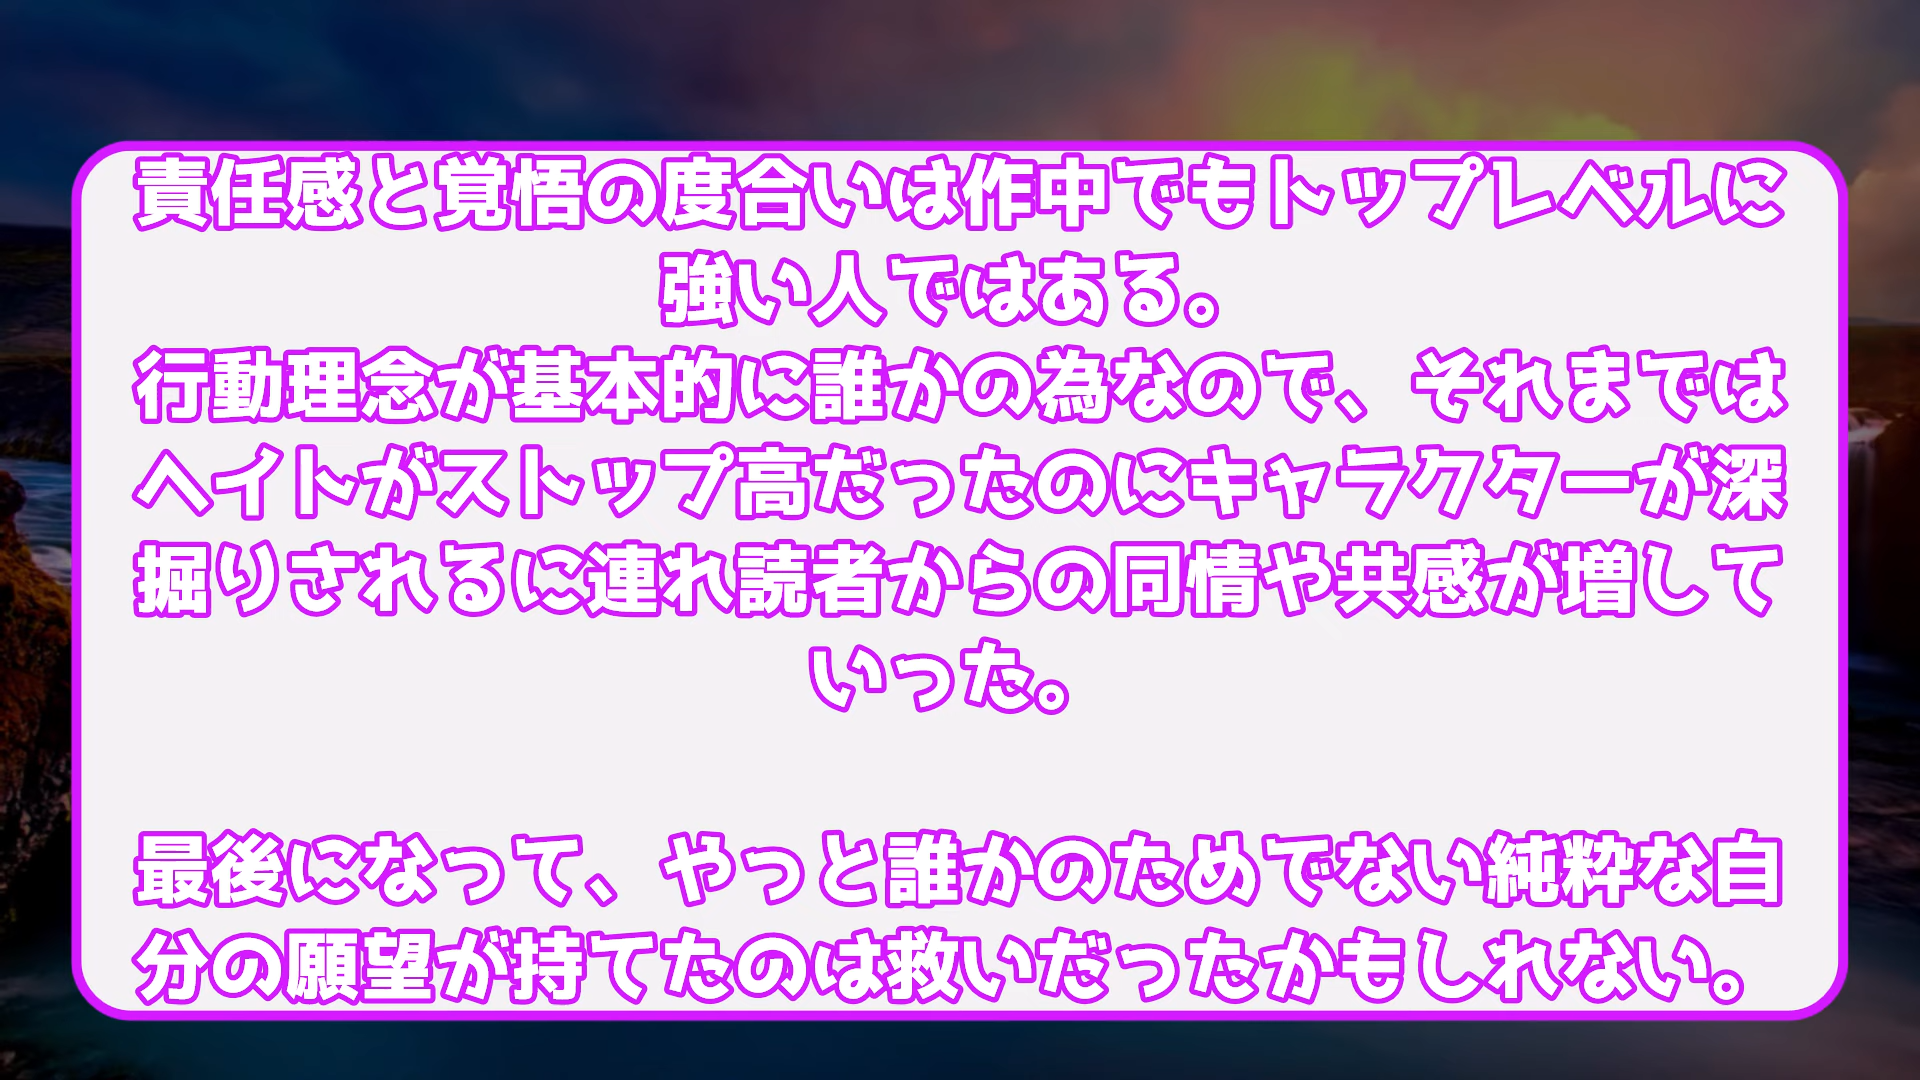 責任感と覚悟の度合いは作中でもトップレベルに
強い人ではある。
行動理念が基本的に誰かの為なので、それまでは
ヘイトがストップ高だったのにキャラクターが深
掘りされるに連れ読者からの同情や共感が増して
いった。
最後になって、やっと誰かのためでない純粋な自
分の願望が持てたのは救いだったかもしれない。